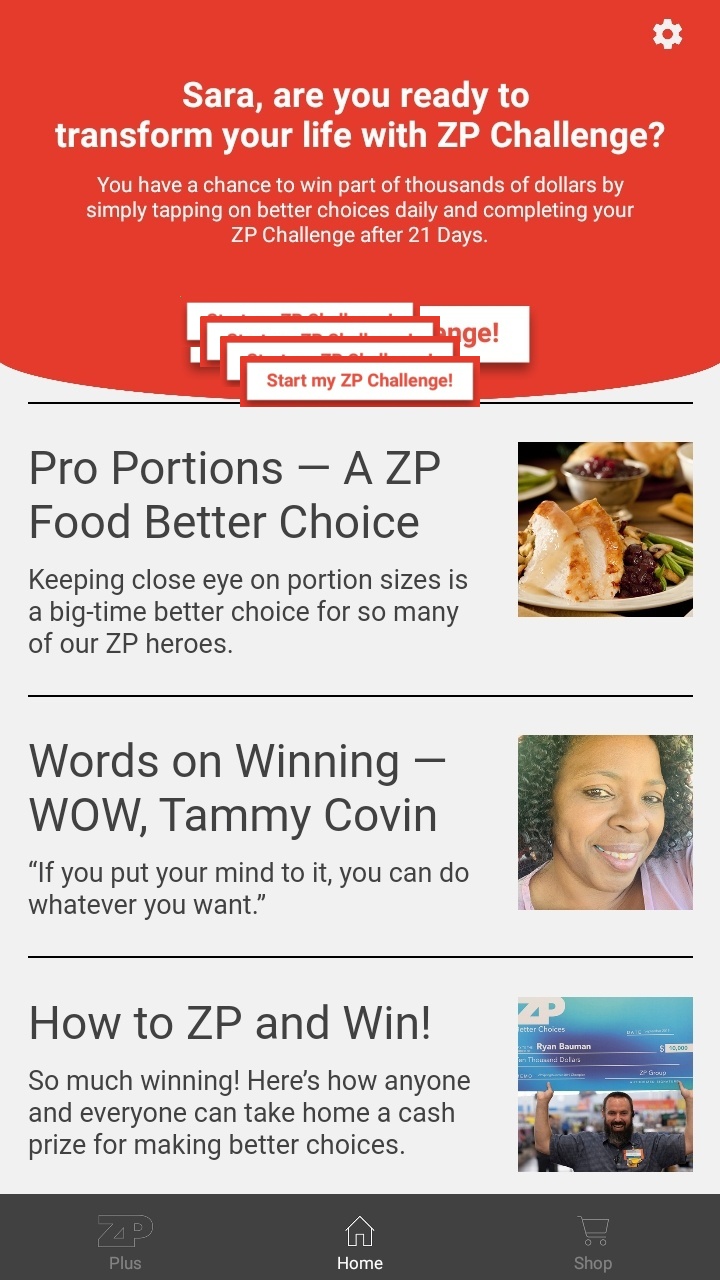 Sara, are you ready to
transform your life with ZP Challenge?
You have a chance to win part of thousands of dollars by
simply tapping on better choices daily and completing your
ZP Challenge after 21 Days.
enge!
Start my ZP Challenge!
Pro Portions — A ZP
Food Better Choice
Keeping close eye on portion sizes is
a big-time better choice for so many
of our ZP heroes.
Words on Winning —
WOW, Tammy Covin
“If you put your mind to it, you can do
whatever you want.”
How to ZP and Win!
So much winning! Here’s how anyone
and everyone can take home a cash
prize for making better choices.
ZP
etter Choices
DATE
Ryan Bauman
$ 10,000
en Thousand Dollars
ZP Group
ZP
Plus
Home
Shop